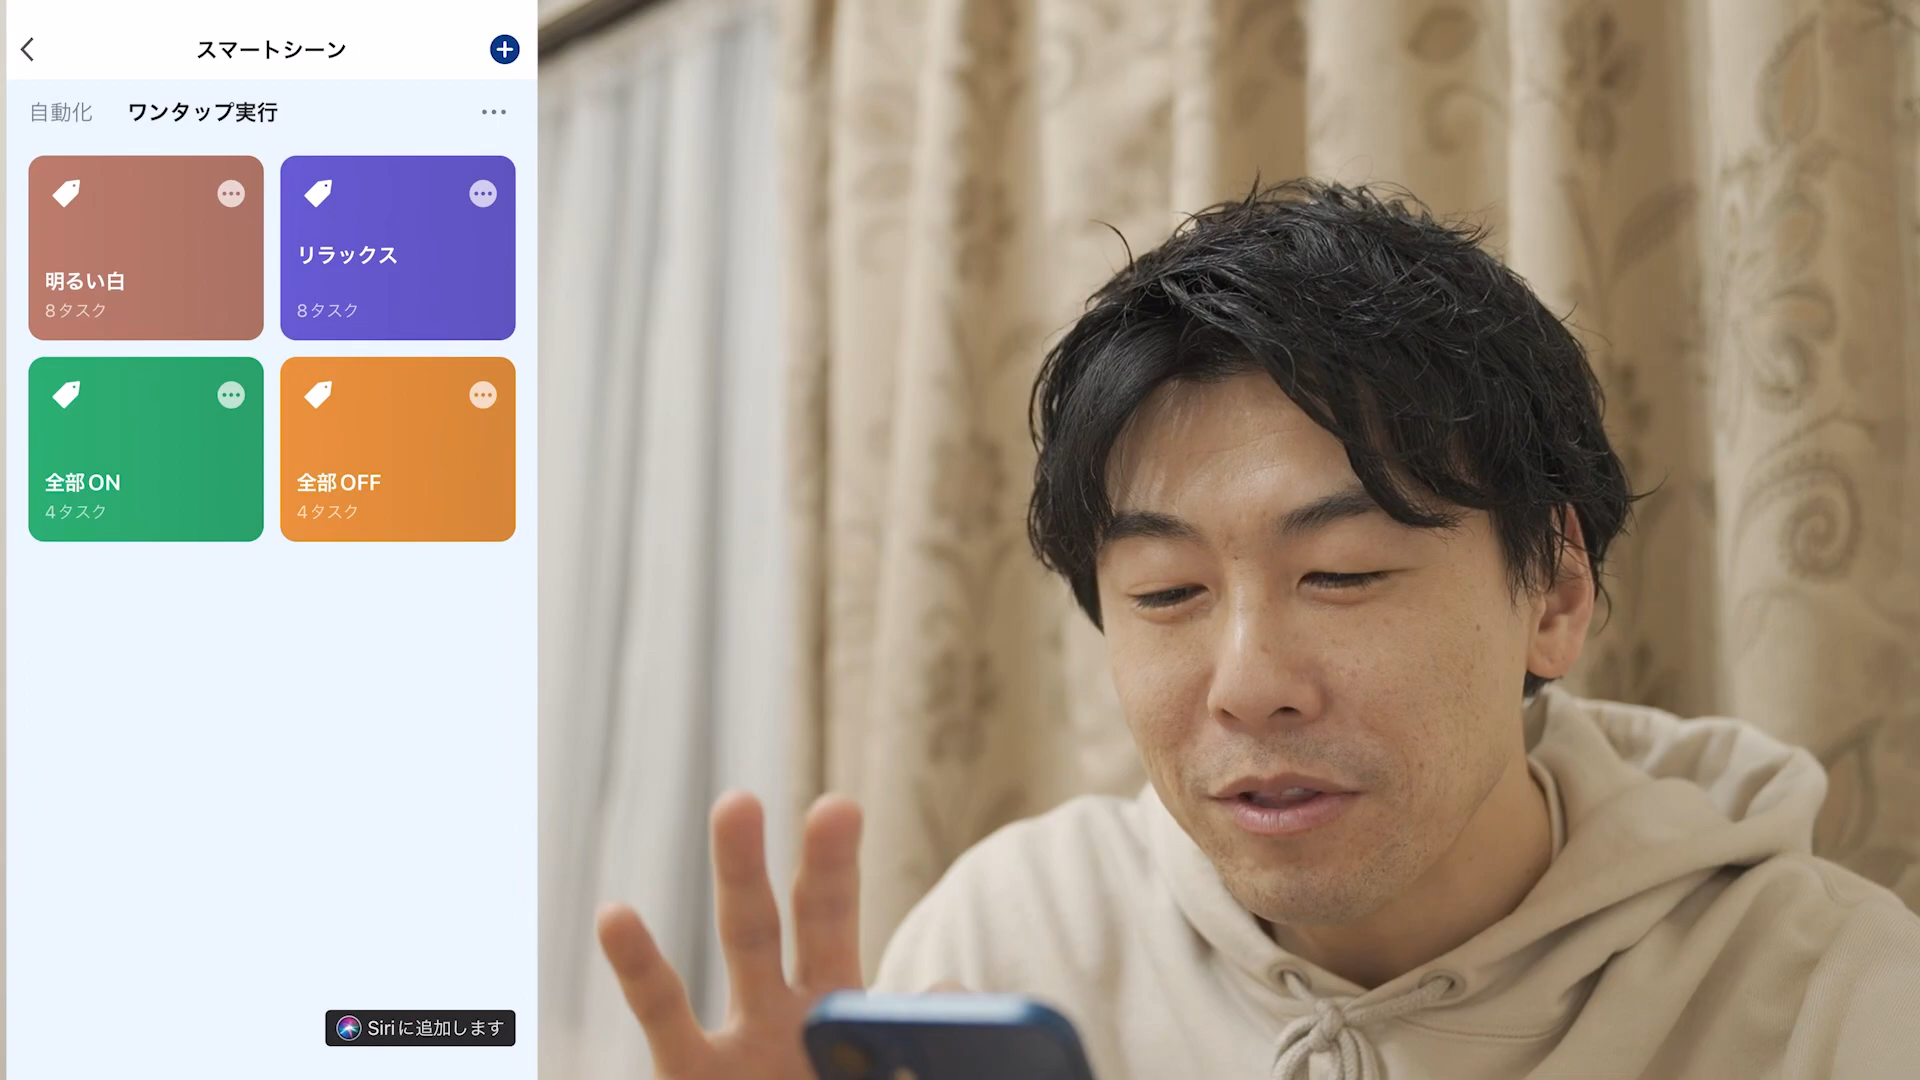 スマートシーン
自動化 ワンタップ実行
明るい白
8タスク
リラックス
8タスク
全部ON
4タスク
全部OFF
4タスク
Siriに追加します